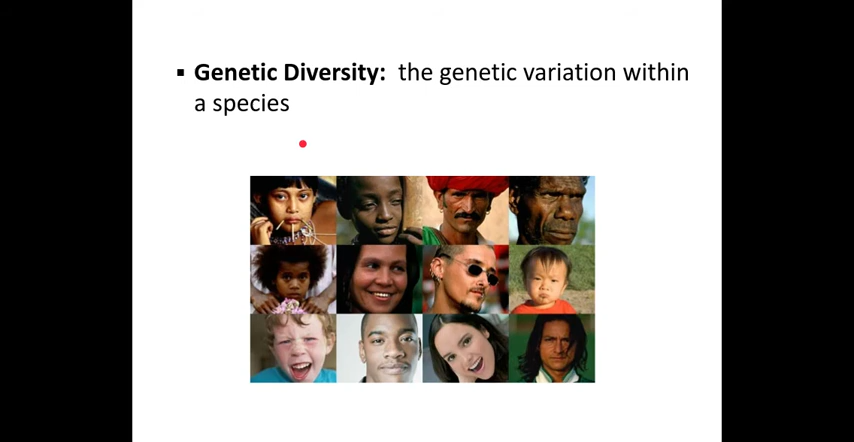 ▪ Genetic Diversity: the genetic variation within
a species